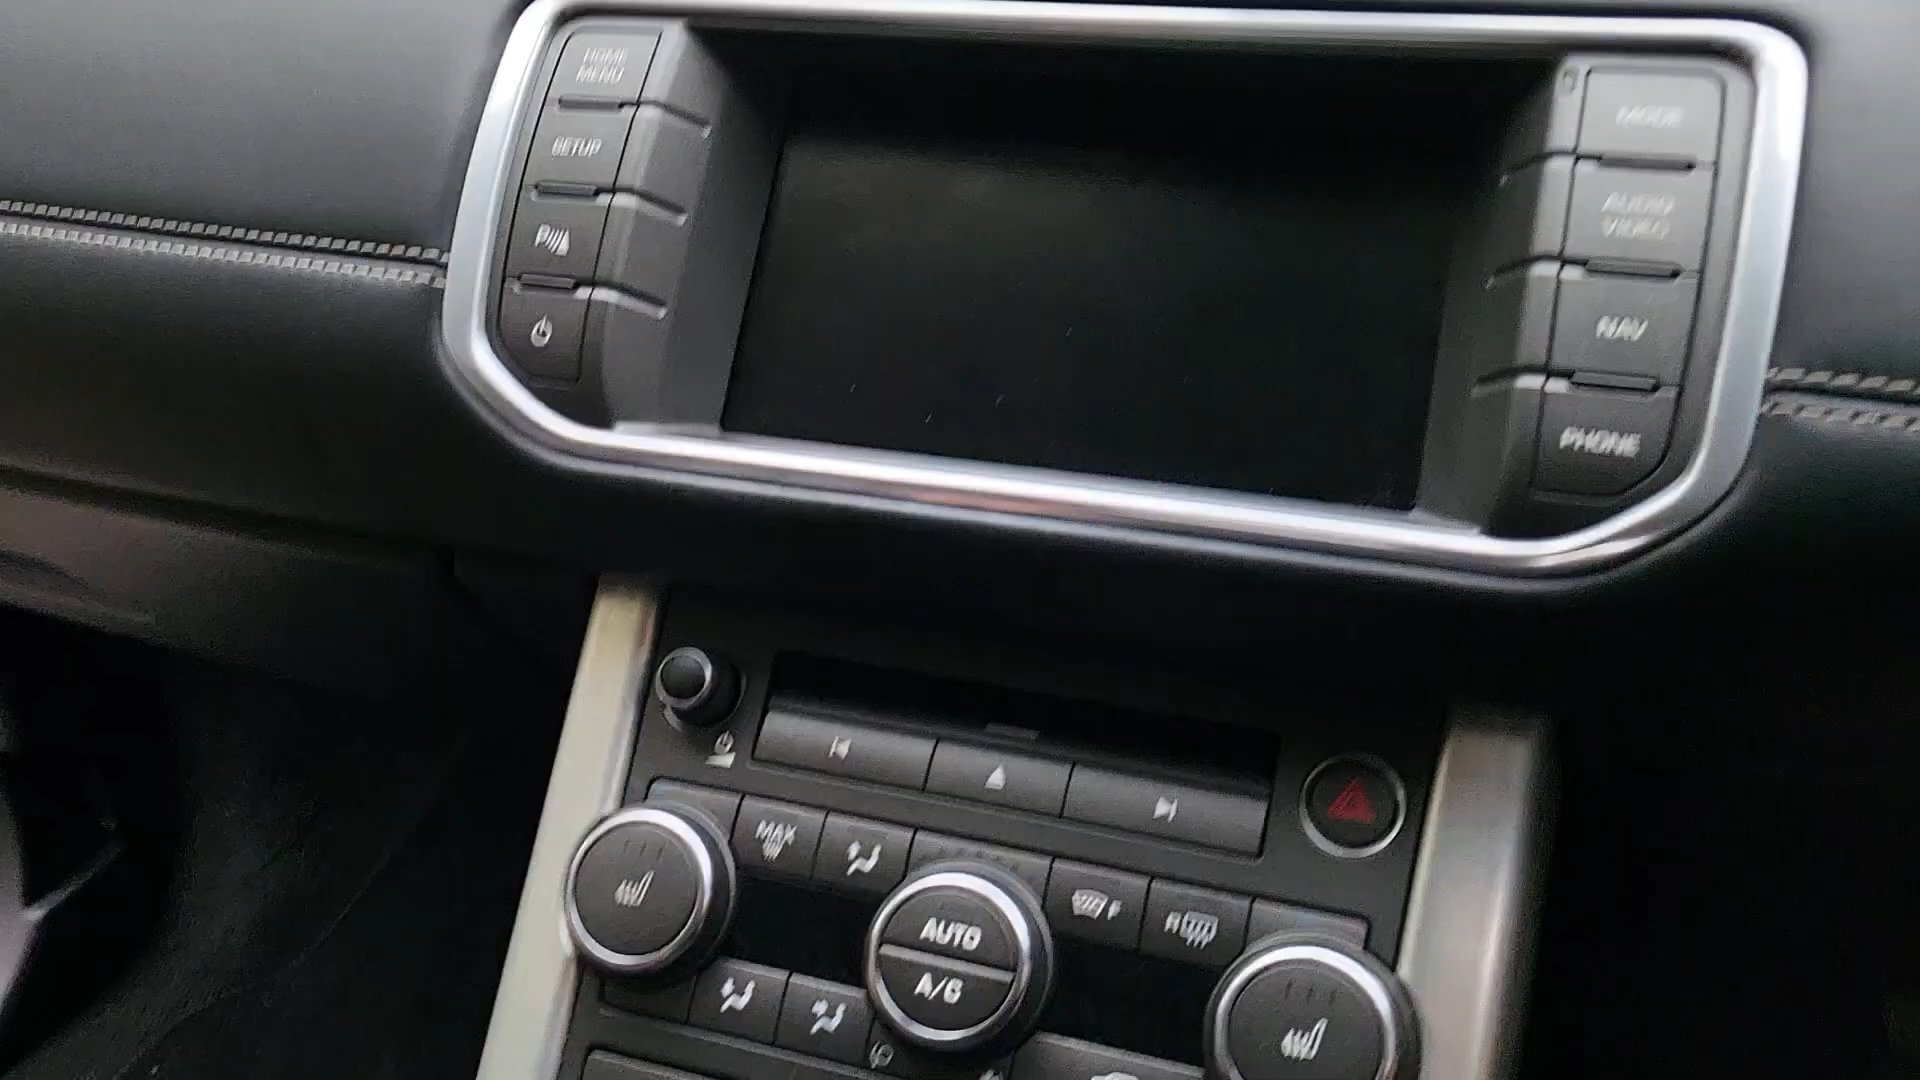 HOME
MENU
SETUP
MODE
AUDIO
VIDEO
NAV
PHONE
MAX
F
R
AUTO
A/C